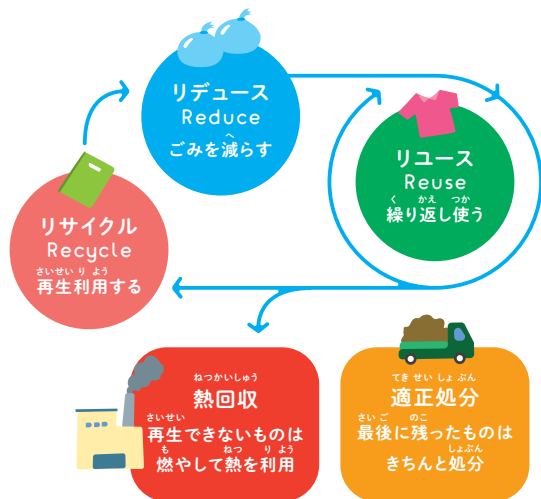 リデュース
Reduce
へ
ごみを減らす
リユース
Reuse
く かえ つか
繰り返し使う
リサイクル
Recycle
さいせい り よう
再生利用する
ねつかいしゅう
熱回収
さいせい
再生できないものは
も ねつ り よう
燃やして熱を利用
てき せい しょ ぶん
適正処分
さい ご のこ
最後に残ったものは
しょぶん
きちんと処分